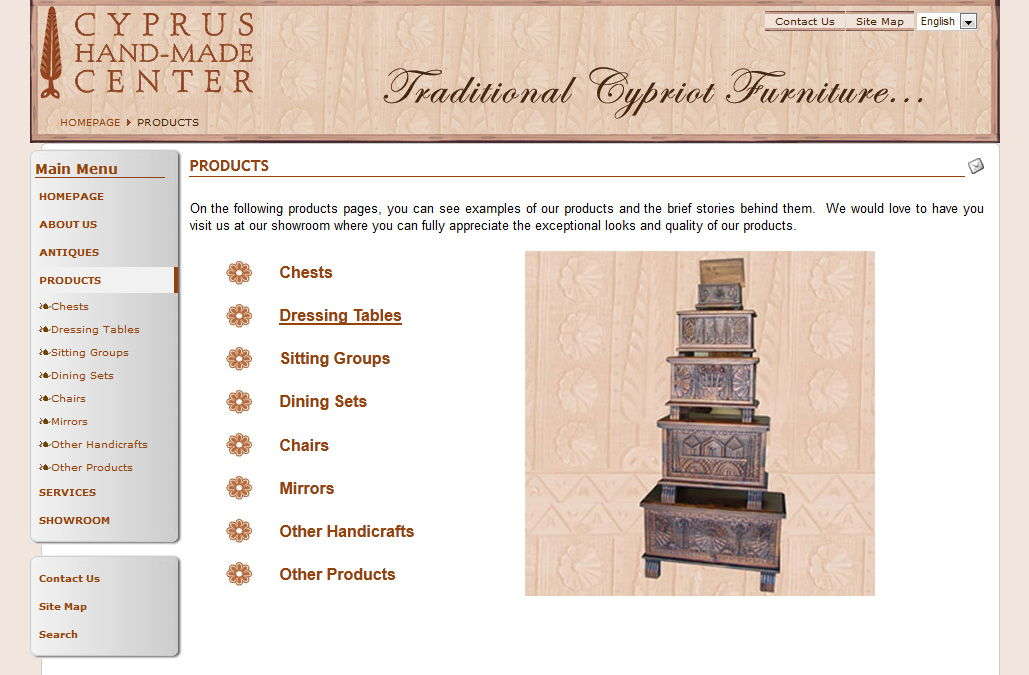 CYPRUS
HAND-MADE
CENTER
Contact Us
Site Map
English
Traditional Cypriot Furniture...
HOMEPAGE PRODUCTS
Main Menu
HOMEPAGE
ABOUT US
ANTIQUES
PRODUCTS
Chests
Dressing Tables
Sitting Groups
Dining Sets
Chairs
Mirrors
Other Handicrafts
Other Products
SERVICES
SHOWROOM
Contact Us
Site Map
Search
PRODUCTS
On the following products pages, you can see examples of our products and the brief stories behind them. We would love to have you
visit us at our showroom where you can fully appreciate the exceptional looks and quality of our products.
Chests
Dressing Tables
Sitting Groups
Dining Sets
Chairs
Mirrors
Other Handicrafts
Other Products